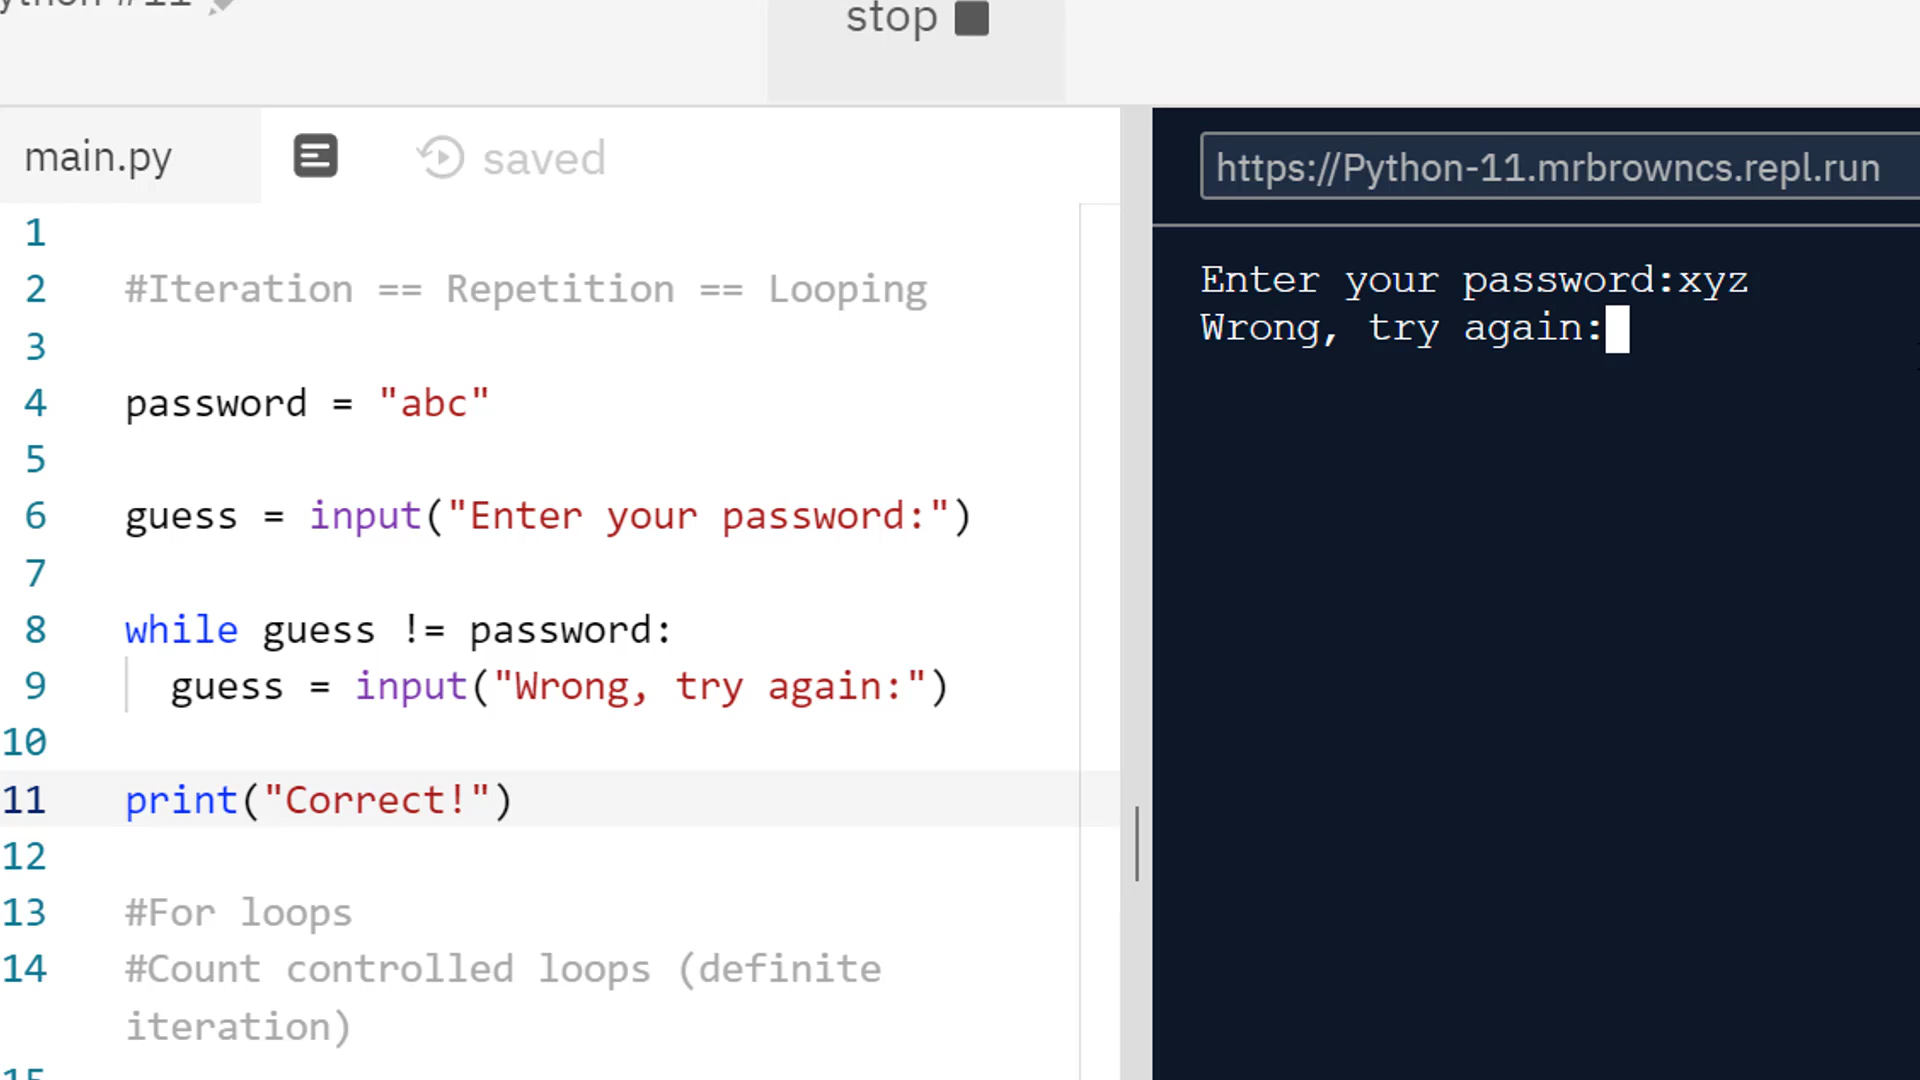 stop
main.py
saved
1
2 #Iteration == Repetition == Looping
3
4 password = "abc"
5
6 guess = input("Enter your password:")
7
8 while guess != password:
9 guess = input("Wrong, try again:")
10
11 print("Correct!")
12
13 #For loops
14 #Count controlled loops (definite
iteration)
https://Python-11.mrbrowncs.repl.run
Enter your password:xyz
Wrong, try again: